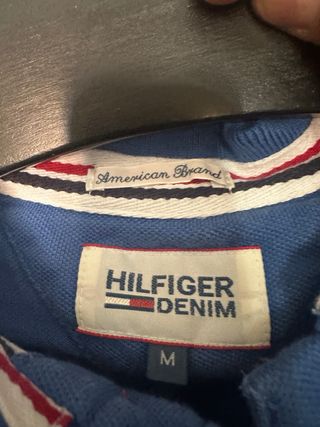 American Brand
HILFIGER
DENIM
M